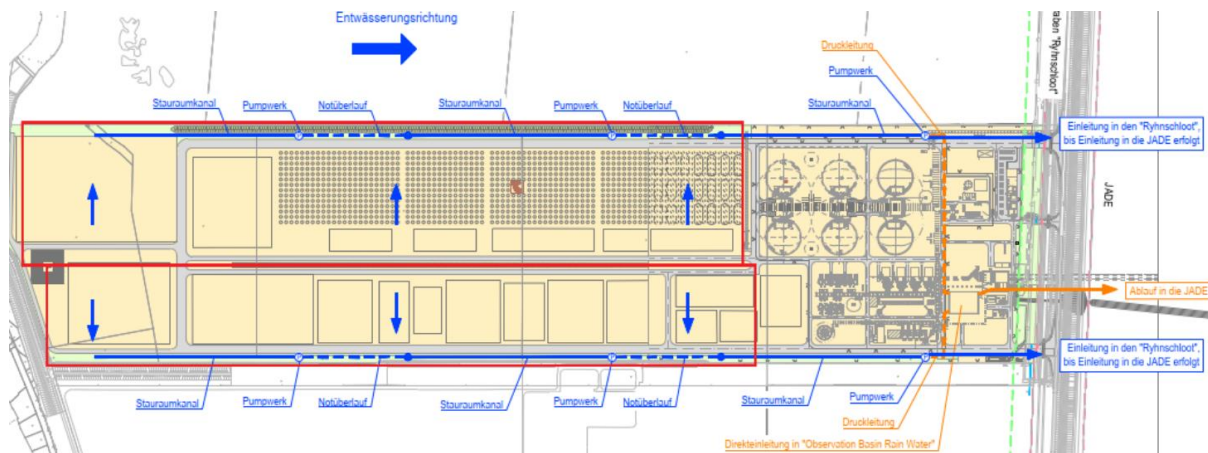 Entwässerungsrichtung
Druckleitung
Pumpwerk
Stauraumkanal
Pumpwerk
Notüberlauf
Stauraumkanal
Pumpwerk
Notüberlauf
Stauraumkanal
"Ryhnschloot"
Einleitung in den "Ryhnschloot",
bis Einleitung in die JADE erfolgt
JADE
Ablauf in die JADE
Einleitung in den "Ryhnschloot",
bis Einleitung in die JADE erfolgt
Stauraumkanal
Pumpwerk
Notüberlauf
Stauraumkanal
Pumpwerk
Notüberlauf
Stauraumkanal
Pumpwerk
Druckleitung
Direkteinleitung in "Observation Basin Rain Water"